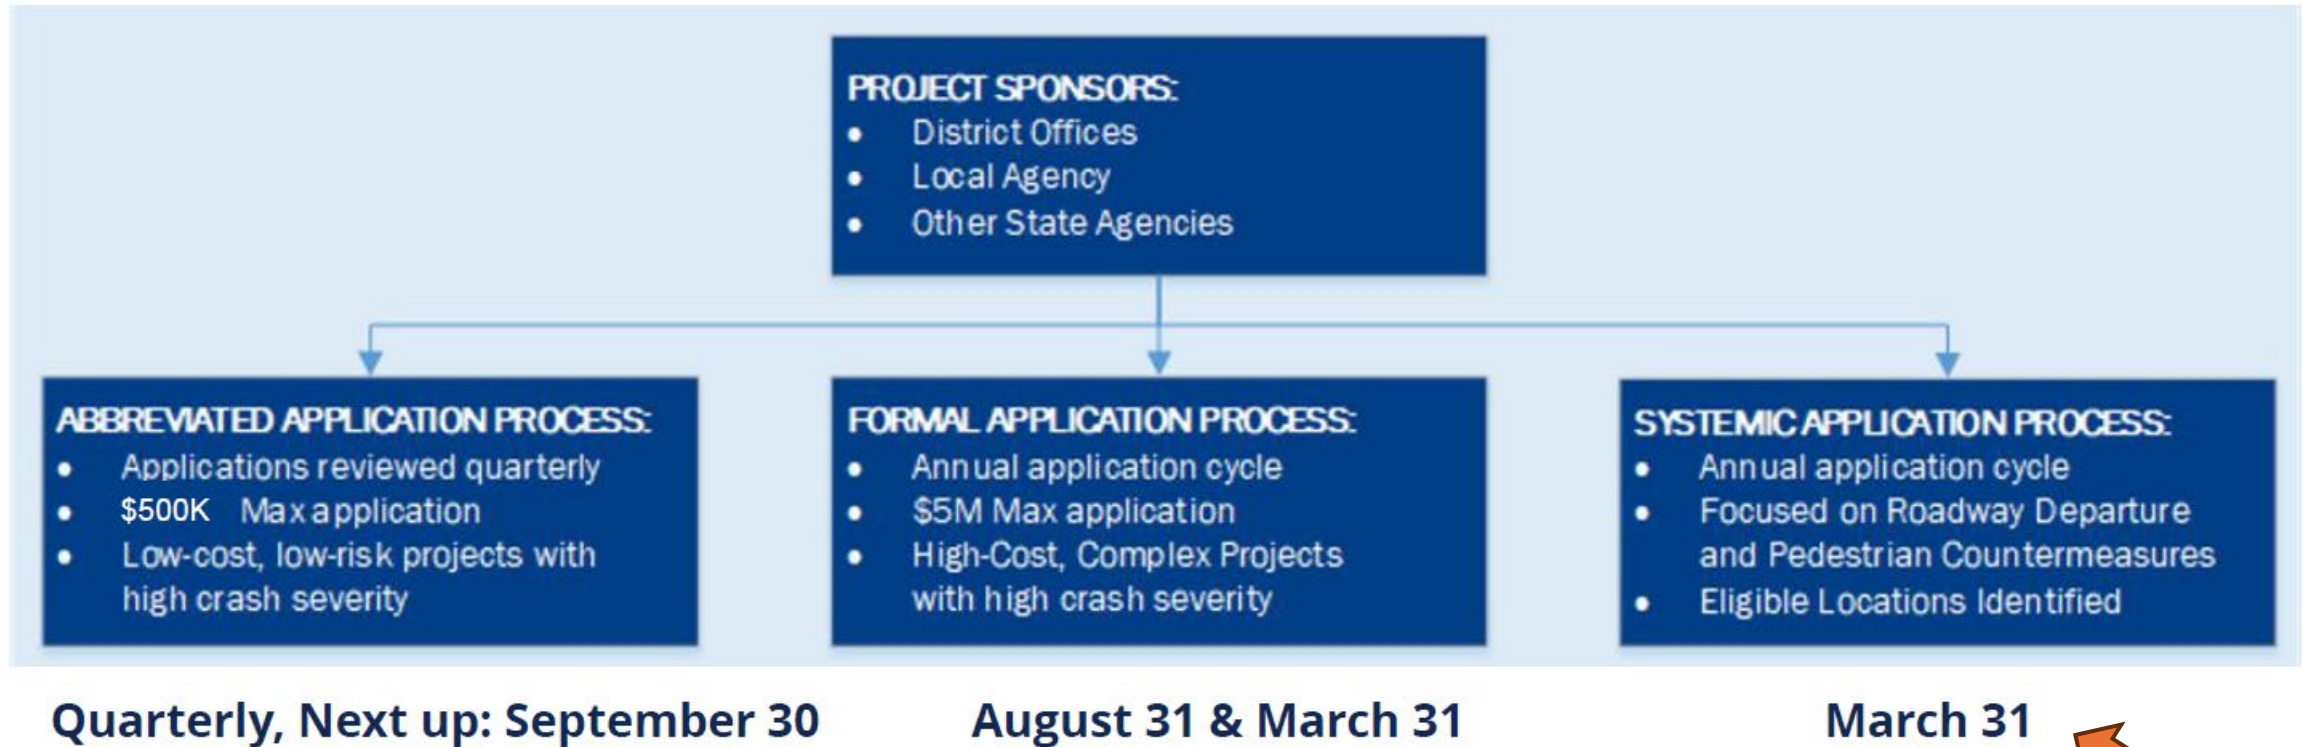 PROJECT SPONSORS:
• District Offices
• Local Agency
• Other State Agencies
ABBREVIATED APPLICATION PROCESS:
• Applications reviewed quarterly
• $500K Max application
• Low-cost, low-risk projects with
high crash severity
FORMAL APPLICATION PROCESS:
• Annual application cycle
• $5M Max application
• High-Cost, Complex Projects
with high crash severity
SYSTEMIC APPLICATION PROCESS:
• Annual application cycle
• Focused on Roadway Departure
and Pedestrian Countermeasures
• Eligible Locations Identified
Quarterly, Next up: September 30
August 31 & March 31
March 31